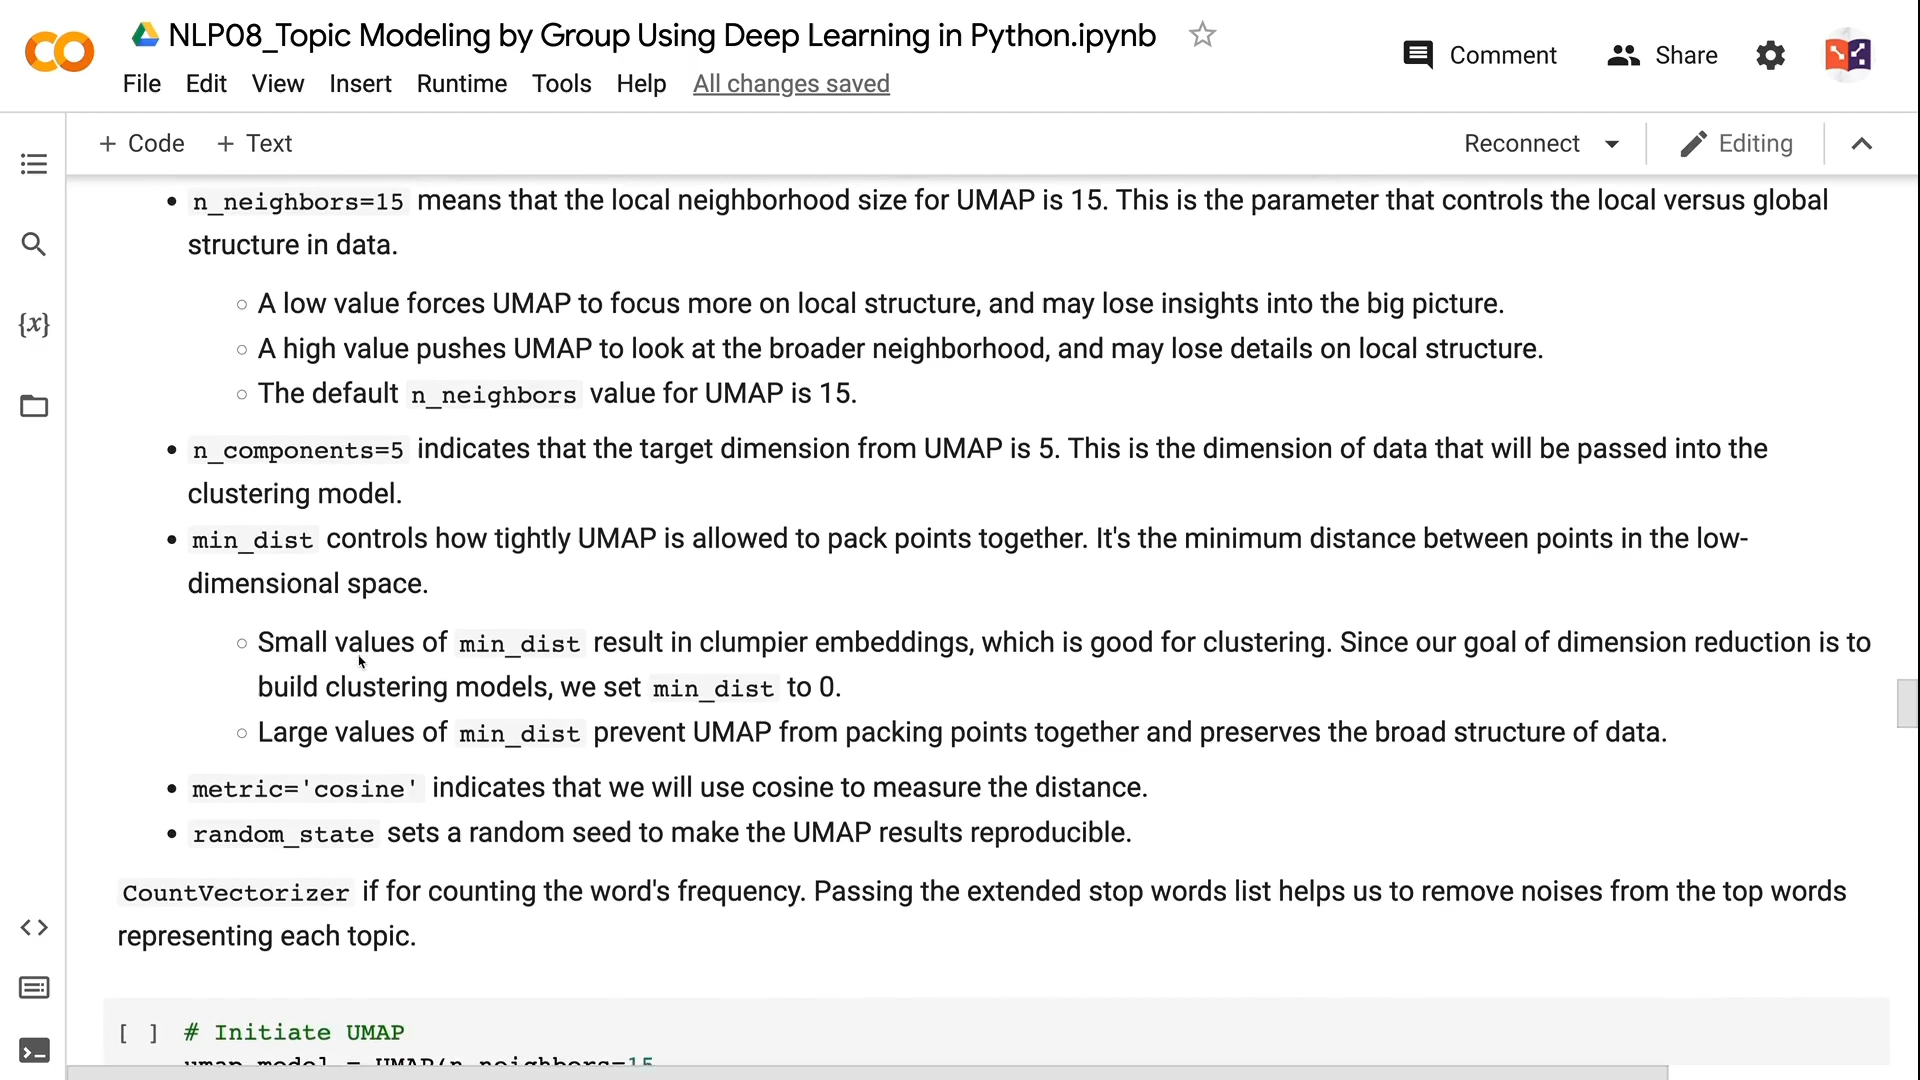 NLP08_Topic Modeling by Group Using Deep Learning in Python.ipynb
Comment
Share
File Edit View Insert Runtime Tools Help All changes saved
+ Code + Text
Reconnect
Editing
n_neighbors=15 means that the local neighborhood size for UMAP is 15. This is the parameter that controls the local versus global
structure in data.
A low value forces UMAP to focus more on local structure, and may lose insights into the big picture.
A high value pushes UMAP to look at the broader neighborhood, and may lose details on local structure.
The default n_neighbors value for UMAP is 15.
n_components=5 indicates that the target dimension from UMAP is 5. This is the dimension of data that will be passed into the
clustering model.
min_dist controls how tightly UMAP is allowed to pack points together. It's the minimum distance between points in the low-
dimensional space.
Small values of min_dist result in clumpier embeddings, which is good for clustering. Since our goal of dimension reduction is to
build clustering models, we set min_dist to 0.
Large values of min_dist prevent UMAP from packing points together and preserves the broad structure of data.
metric='cosine' indicates that we will use cosine to measure the distance.
random_state sets a random seed to make the UMAP results reproducible.
CountVectorizer if for counting the word's frequency. Passing the extended stop words list helps us to remove noises from the top words
representing each topic.
[ ] # Initiate UMAP
umap_model = UMAP(n_neighbors=15